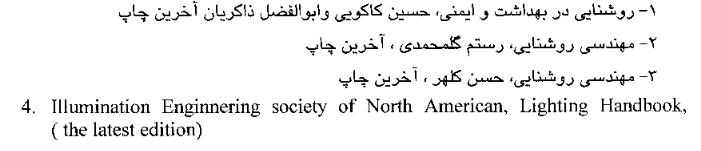 ۱- روشنایی در بهداشت و ایمنی، حسین کاکویی وابوالفضل ذاکریان آخرین چاپ
۲- مهندسی روشنایی، رستم گلمحمدی ، آخرین چاپ
۳- مهندسی روشنایی، حسن کلهر ، آخرین چاپ
4. Illumination Enginnering society of North American, Lighting Handbook,
( the latest edition)